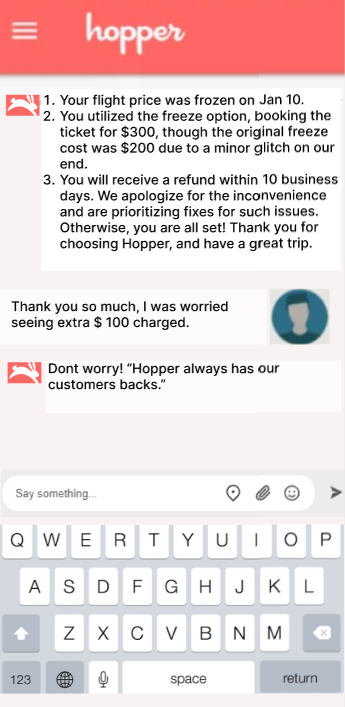 hopper
1. Your flight price was frozen on Jan 10.
2. You utilized the freeze option, booking the
ticket for $300, though the original freeze
cost was $200 due to a minor glitch on our
end.
3. You will receive a refund within 10 business
days. We apologize for the inconvenience
and are prioritizing fixes for such issues.
Otherwise, you are all set! Thank you for
choosing Hopper, and have a great trip.
Thank you so much, I was worried
seeing extra $ 100 charged.
Dont worry! “Hopper always has our
customers backs.”
Say something...
Q W E R T Y U I O P
A S D F G H J K L
Z X C V B N M
123 space return